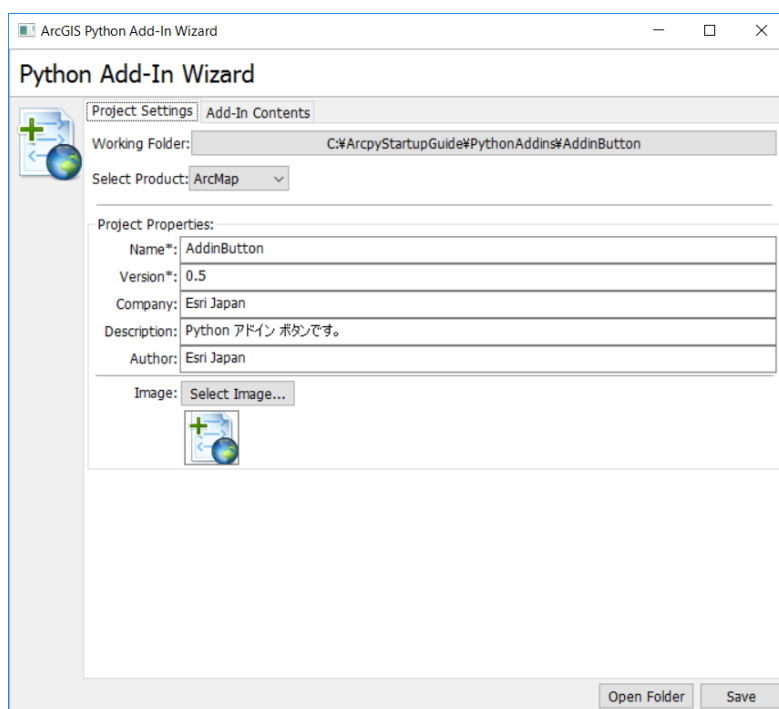 ArcGIS Python Add-In Wizard
Python Add-In Wizard
Project Settings Add-In Contents
Working Folder: C:¥ArcpyStartupGuide¥PythonAddins¥AddinButton
Select Product: ArcMap
Project Properties:
Name*: AddinButton
Version*: 0.5
Company: Esri Japan
Description: Python アドイン ボタンです。
Author: Esri Japan
Image: Select Image...
Open Folder Save